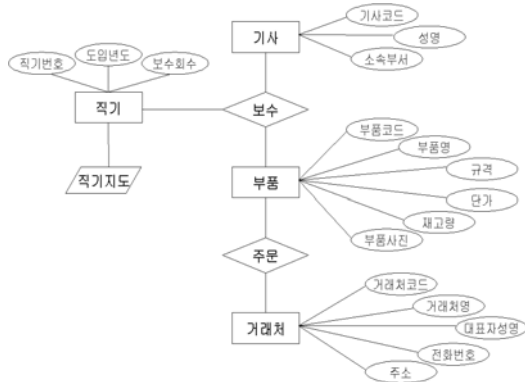 기사
기사코드
성명
소속부서
직기번호
도입년도
보수회수
직기
보수
직기지도
부품
부품코드
부품명
규격
단가
재고량
부품사진
주문
거래처
거래처코드
거래처명
대표자성명
전화번호
주소